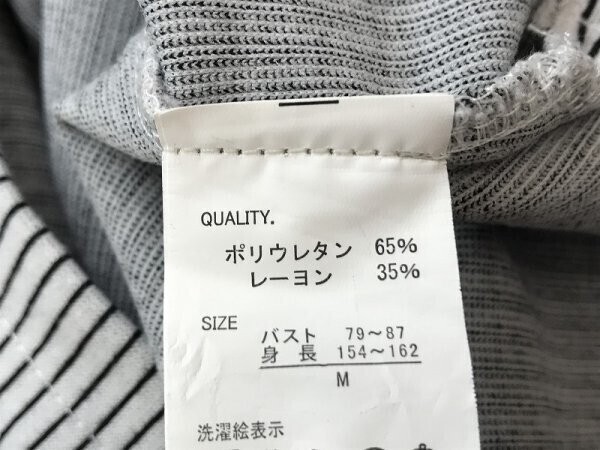 QUALITY.
ポリウレタン 65%
レーヨン 35%
SIZE
バスト 79～87
身長 154～162
M
洗濯絵表示